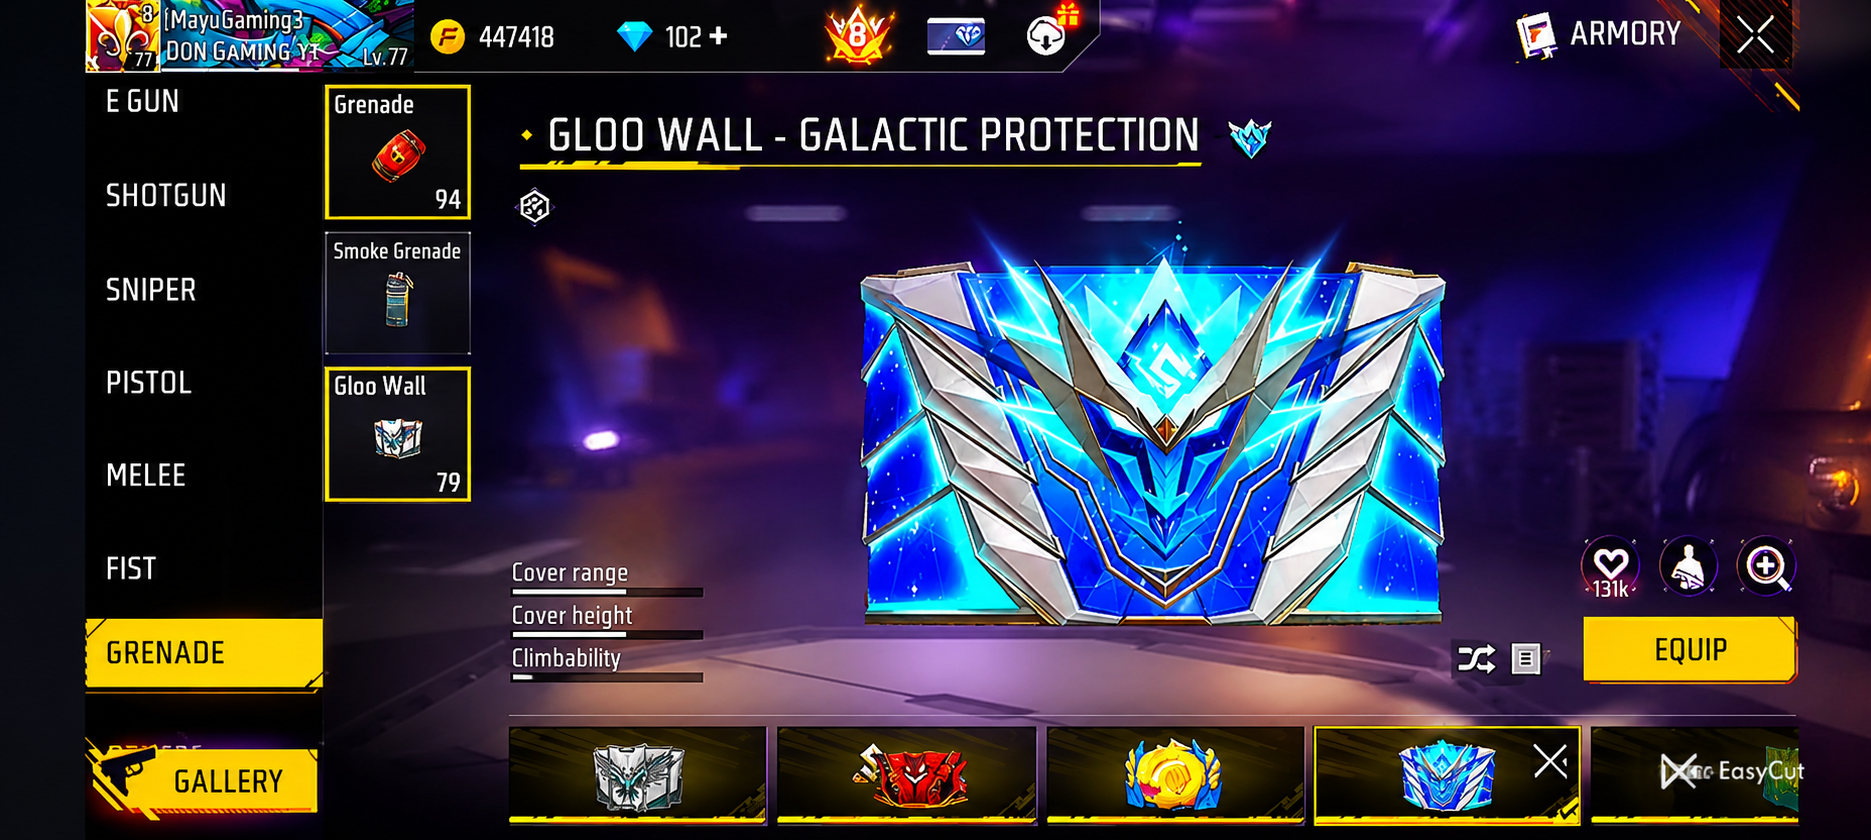 8
[MayuGaming3
77
DON GAMING YT
Lv.77
447418
102 +
8
ARMORY
E GUN
SHOTGUN
SNIPER
PISTOL
MELEE
FIST
GRENADE
GALLERY
Grenade
94
Smoke Grenade
Gloo Wall
79
GLOO WALL - GALACTIC PROTECTION
Cover range
Cover height
Climbability
131k
EQUIP
EasyCut